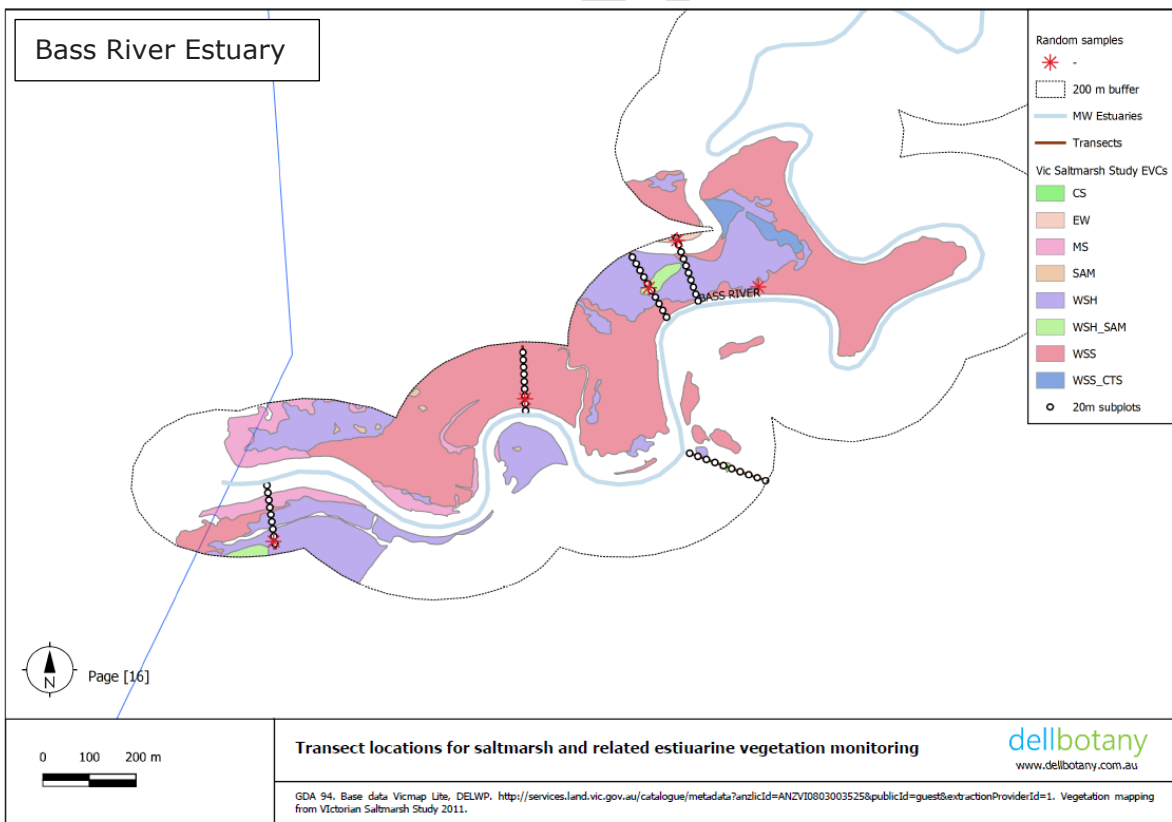 Bass River Estuary
Random samples
-
200 m buffer
MW Estuaries
Transects
Vic Saltmarsh Study EVCs
CS
EW
MS
SAM
WSH
WSH_SAM
WSS
WSS_CTS
20m subplots
BASS RIVER
N
Page [16]
0 100 200 m
Transect locations for saltmarsh and related estiuarine vegetation monitoring
dellbotany
www.dellbotany.com.au
GDA 94. Base data Vicmap Lite, DELWP. http://services.land.vic.gov.au/catalogue/metadata?anzlicId=ANZVI0803003525&publicId=guest&extractionProviderId=1. Vegetation mapping
from VIctorian Saltmarsh Study 2011.